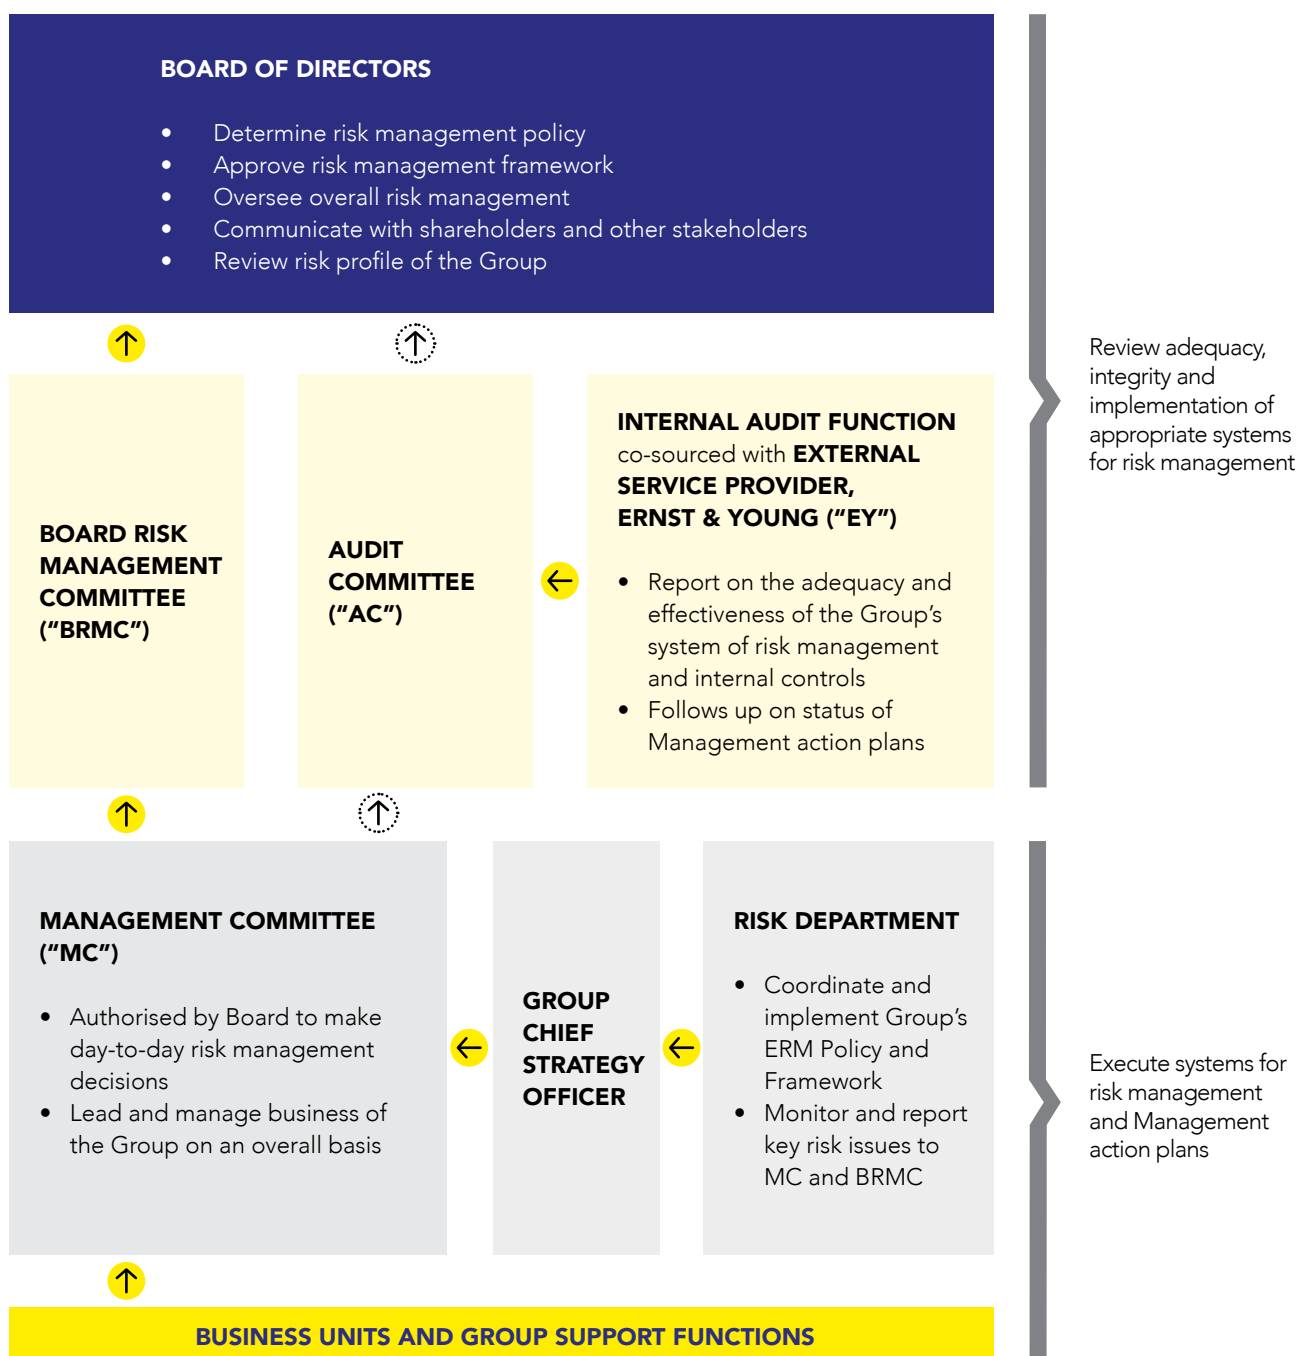 BOARD OF DIRECTORS
• Determine risk management policy
• Approve risk management framework
• Oversee overall risk management
• Communicate with shareholders and other stakeholders
• Review risk profile of the Group
Review adequacy,
integrity and
implementation of
appropriate systems
for risk management
BOARD RISK
MANAGEMENT
COMMITTEE
(“BRMC”)
AUDIT
COMMITTEE
(“AC”)
INTERNAL AUDIT FUNCTION
co-sourced with EXTERNAL
SERVICE PROVIDER,
ERNST & YOUNG (“EY”)
• Report on the adequacy and
effectiveness of the Group’s
system of risk management
and internal controls
• Follows up on status of
Management action plans
MANAGEMENT COMMITTEE
(“MC”)
• Authorised by Board to make
day-to-day risk management
decisions
• Lead and manage business of
the Group on an overall basis
GROUP
CHIEF
STRATEGY
OFFICER
RISK DEPARTMENT
• Coordinate and
implement Group’s
ERM Policy and
Framework
• Monitor and report
key risk issues to
MC and BRMC
Execute systems for
risk management
and Management
action plans
BUSINESS UNITS AND GROUP SUPPORT FUNCTIONS